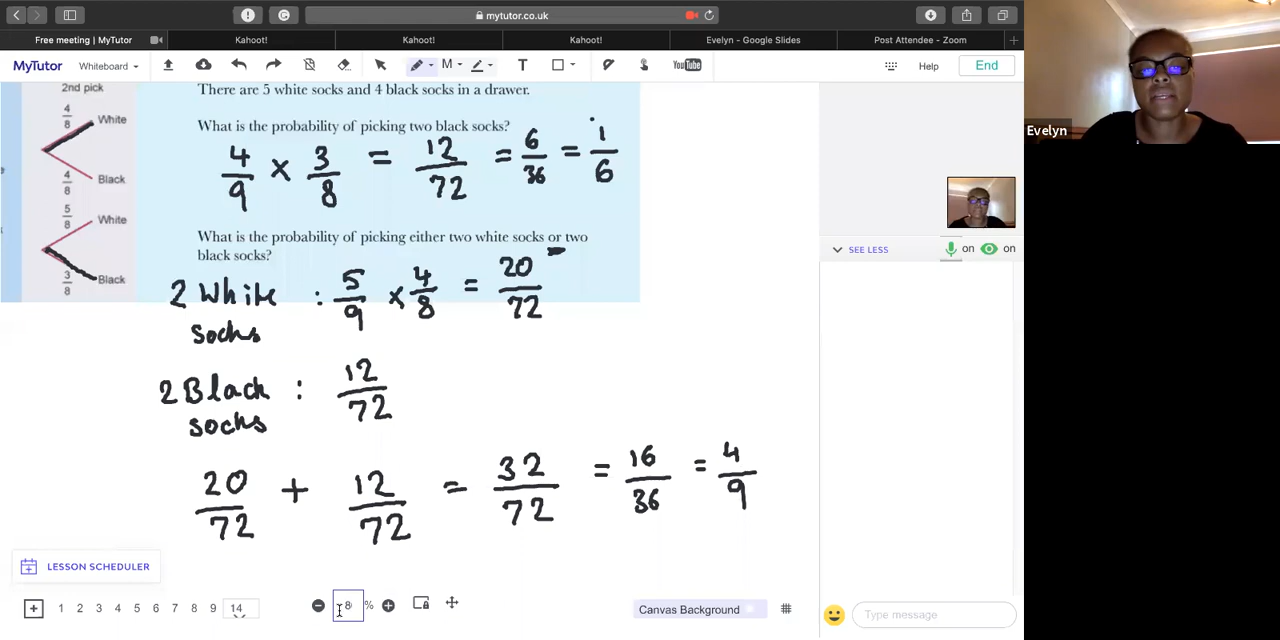 mytutor.co.uk
Free meeting | MyTutor
Kahoot!
Kahoot!
Kahoot!
Evelyn - Google Slides
Post Attendee - Zoom
MyTutor
Whiteboard
M
T
YouTube
Help
End
2nd pick
4/8 White
4/8 Black
5/8 White
3/8 Black
There are 5 white socks and 4 black socks in a drawer.
What is the probability of picking two black socks?
4/9 × 3/8 = 12/72 = 6/36 = 1/6
What is the probability of picking either two white socks or two
black socks?
2 White : 5/9 × 4/8 = 20/72
socks
2 Black : 12/72
socks
20/72 + 12/72 = 32/72 = 16/36 = 4/9
LESSON SCHEDULER
1 2 3 4 5 6 7 8 9 14
%
Canvas Background
Evelyn
SEE LESS
on
on
Type message